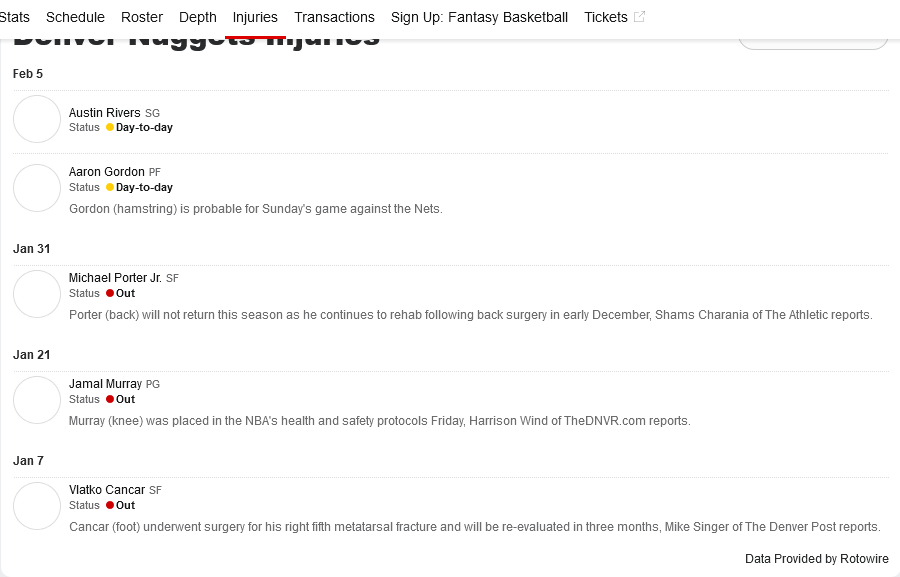 Stats Schedule Roster Depth Injuries Transactions Sign Up: Fantasy Basketball Tickets
Denver Nuggets Injuries
Feb 5
Austin Rivers SG
Status Day-to-day
Aaron Gordon PF
Status Day-to-day
Gordon (hamstring) is probable for Sunday's game against the Nets.
Jan 31
Michael Porter Jr. SF
Status Out
Porter (back) will not return this season as he continues to rehab following back surgery in early December, Shams Charania of The Athletic reports.
Jan 21
Jamal Murray PG
Status Out
Murray (knee) was placed in the NBA's health and safety protocols Friday, Harrison Wind of TheDNVR.com reports.
Jan 7
Vlatko Cancar SF
Status Out
Cancar (foot) underwent surgery for his right fifth metatarsal fracture and will be re-evaluated in three months, Mike Singer of The Denver Post reports.
Data Provided by Rotowire